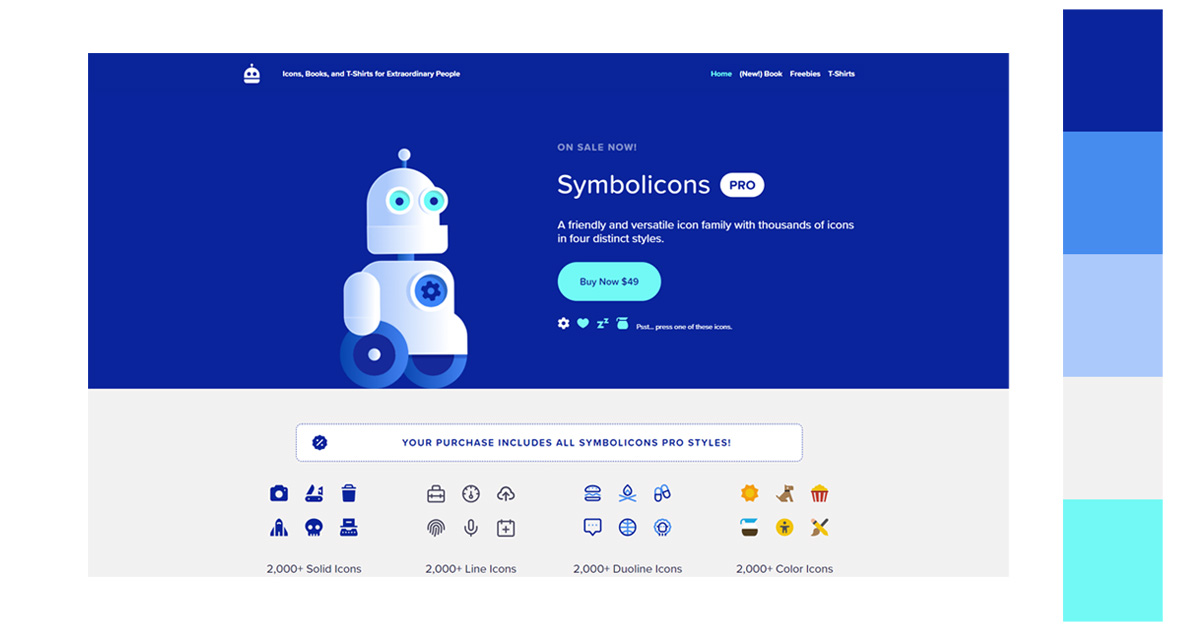 Icons, Books, and T-Shirts for Extraordinary People
Home (New!) Book Freebies T-Shirts
ON SALE NOW!
Symbolicons PRO
A friendly and versatile icon family with thousands of icons
in four distinct styles.
Buy Now $49
Psst... press one of these icons.
YOUR PURCHASE INCLUDES ALL SYMBOLICONS PRO STYLES!
2,000+ Solid Icons
2,000+ Line Icons
2,000+ Duoline Icons
2,000+ Color Icons